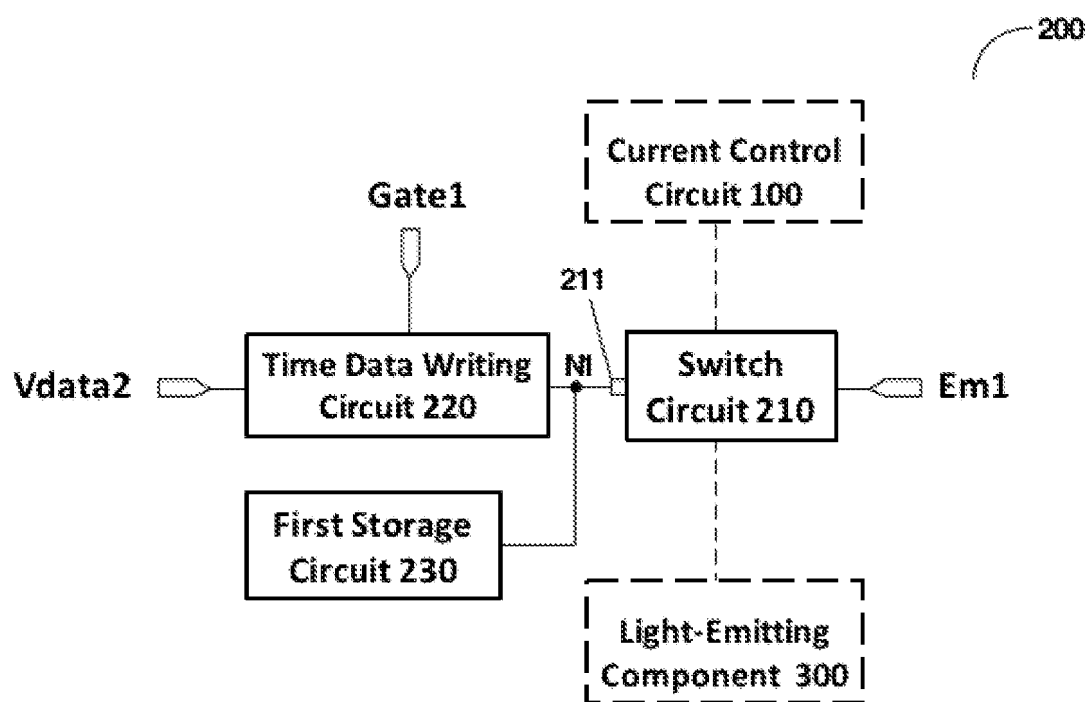 200
Current Control
Circuit 100
Gate1
211
Time Data Writing
Circuit 220
N1
Switch
Circuit 210
Vdata2
Em1
First Storage
Circuit 230
Light-Emitting
Component 300